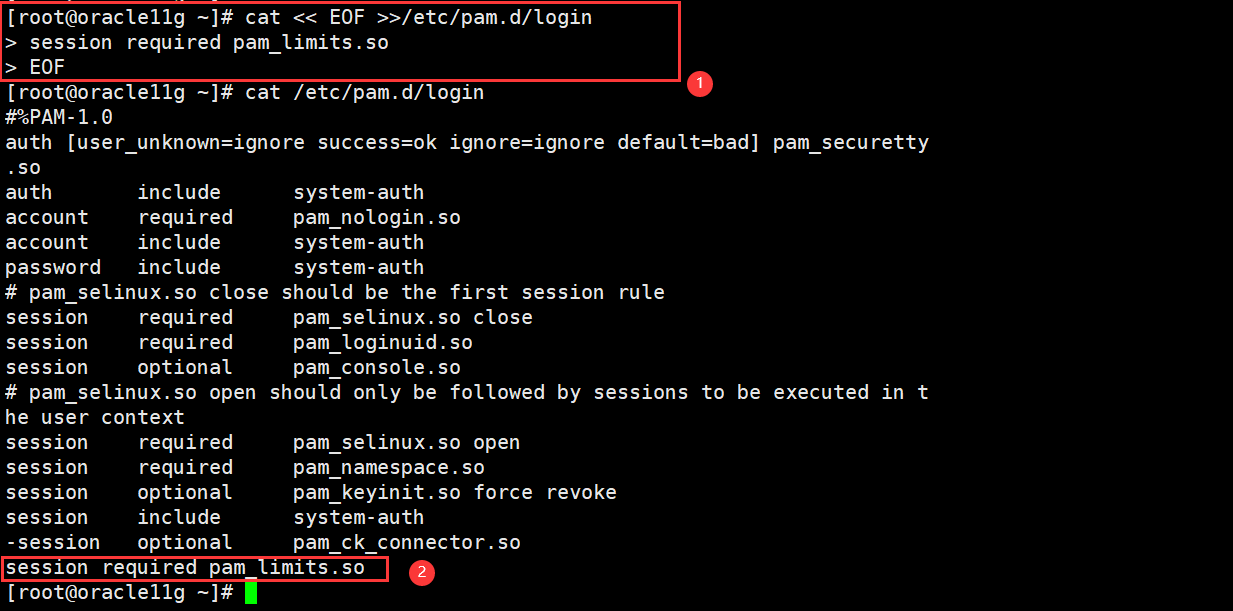 [root@oracle11g ~]# cat << EOF >>/etc/pam.d/login
> session required pam_limits.so
> EOF
1
[root@oracle11g ~]# cat /etc/pam.d/login
#%PAM-1.0
auth [user_unknown=ignore success=ok ignore=ignore default=bad] pam_securetty
.so
auth       include      system-auth
account    required     pam_nologin.so
account    include      system-auth
password   include      system-auth
# pam_selinux.so close should be the first session rule
session    required     pam_selinux.so close
session    required     pam_loginuid.so
session    optional     pam_console.so
# pam_selinux.so open should only be followed by sessions to be executed in t
he user context
session    required     pam_selinux.so open
session    required     pam_namespace.so
session    optional     pam_keyinit.so force revoke
session    include      system-auth
-session   optional     pam_ck_connector.so
session required pam_limits.so
2
[root@oracle11g ~]#